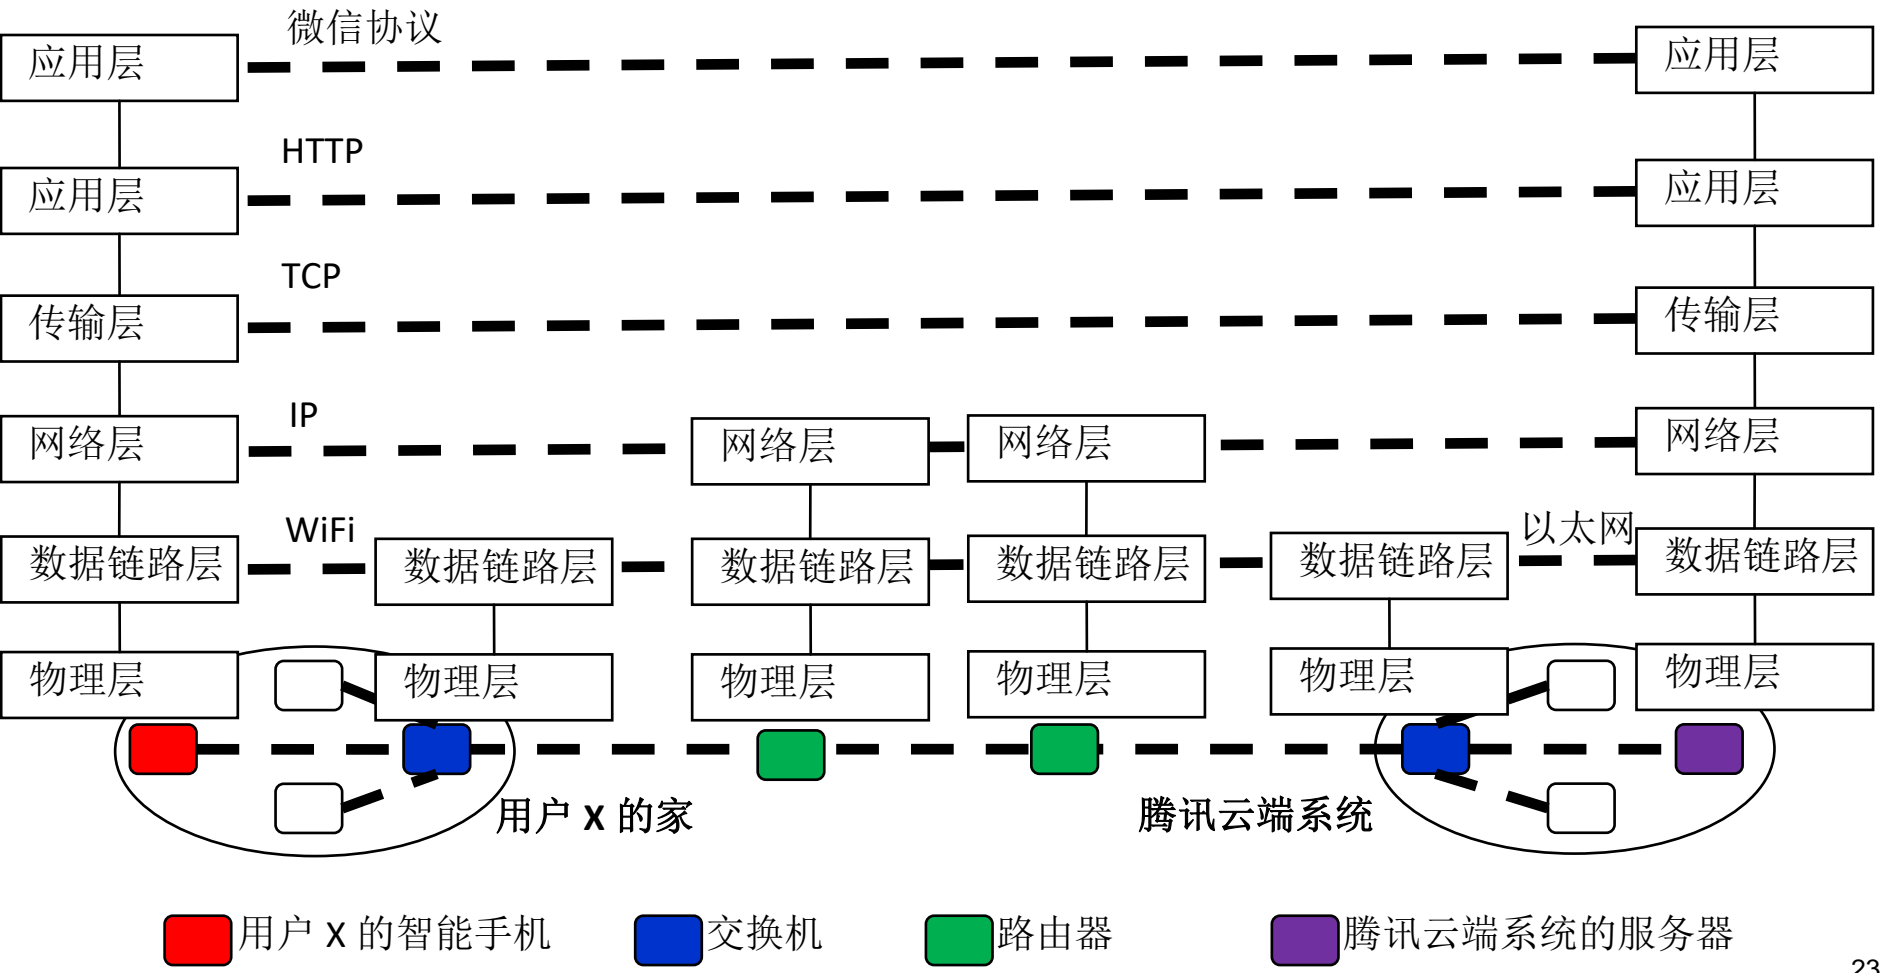 微信协议
应用层
应用层
HTTP
应用层
应用层
TCP
传输层
传输层
IP
网络层
网络层
网络层
网络层
WiFi
以太网
数据链路层
数据链路层
数据链路层
数据链路层
数据链路层
数据链路层
物理层
物理层
物理层
物理层
物理层
物理层
用户 X 的家
腾讯云端系统
用户 X 的智能手机
交换机
路由器
腾讯云端系统的服务器
23